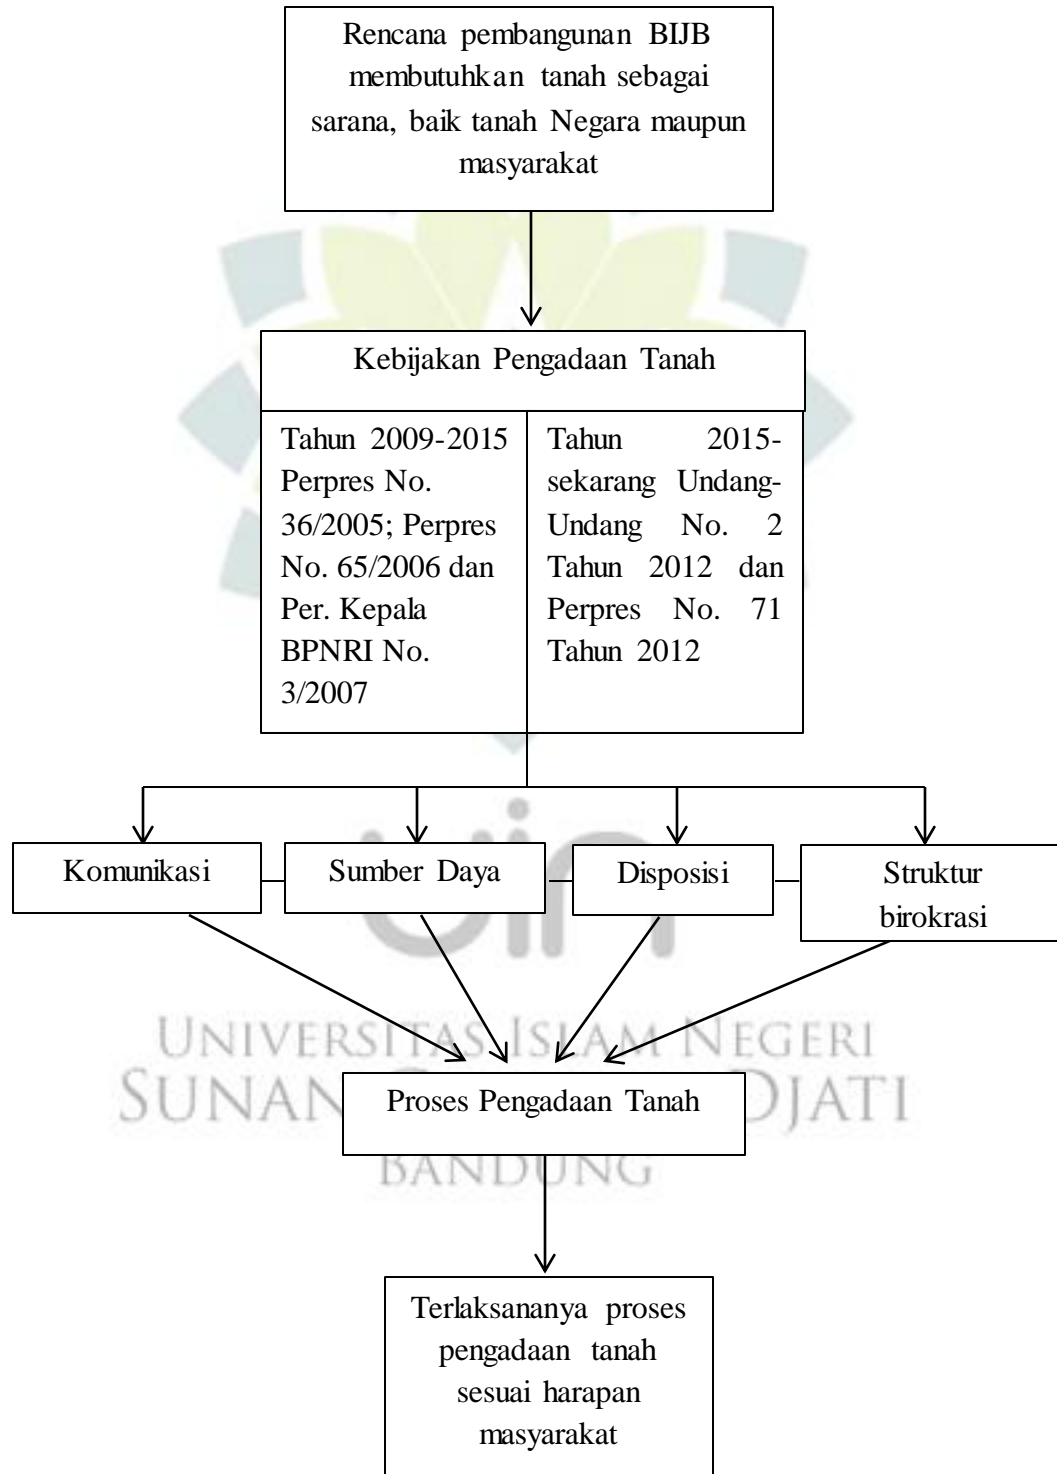 Rencana pembangunan BIJB
membutuhkan tanah sebagai
sarana, baik tanah Negara maupun
masyarakat
Kebijakan Pengadaan Tanah
Tahun 2009-2015
Perpres No.
36/2005; Perpres
No. 65/2006 dan
Per. Kepala
BPNRI No.
3/2007
Tahun 2015-
sekarang Undang-
Undang No. 2
Tahun 2012 dan
Perpres No. 71
Tahun 2012
Komunikasi
Sumber Daya
Disposisi
Struktur
birokrasi
uin
UNIVERSITAS ISLAM NEGERI
SUNAN DJATI
BANDUNG
Proses Pengadaan Tanah
Terlaksananya proses
pengadaan tanah
sesuai harapan
masyarakat